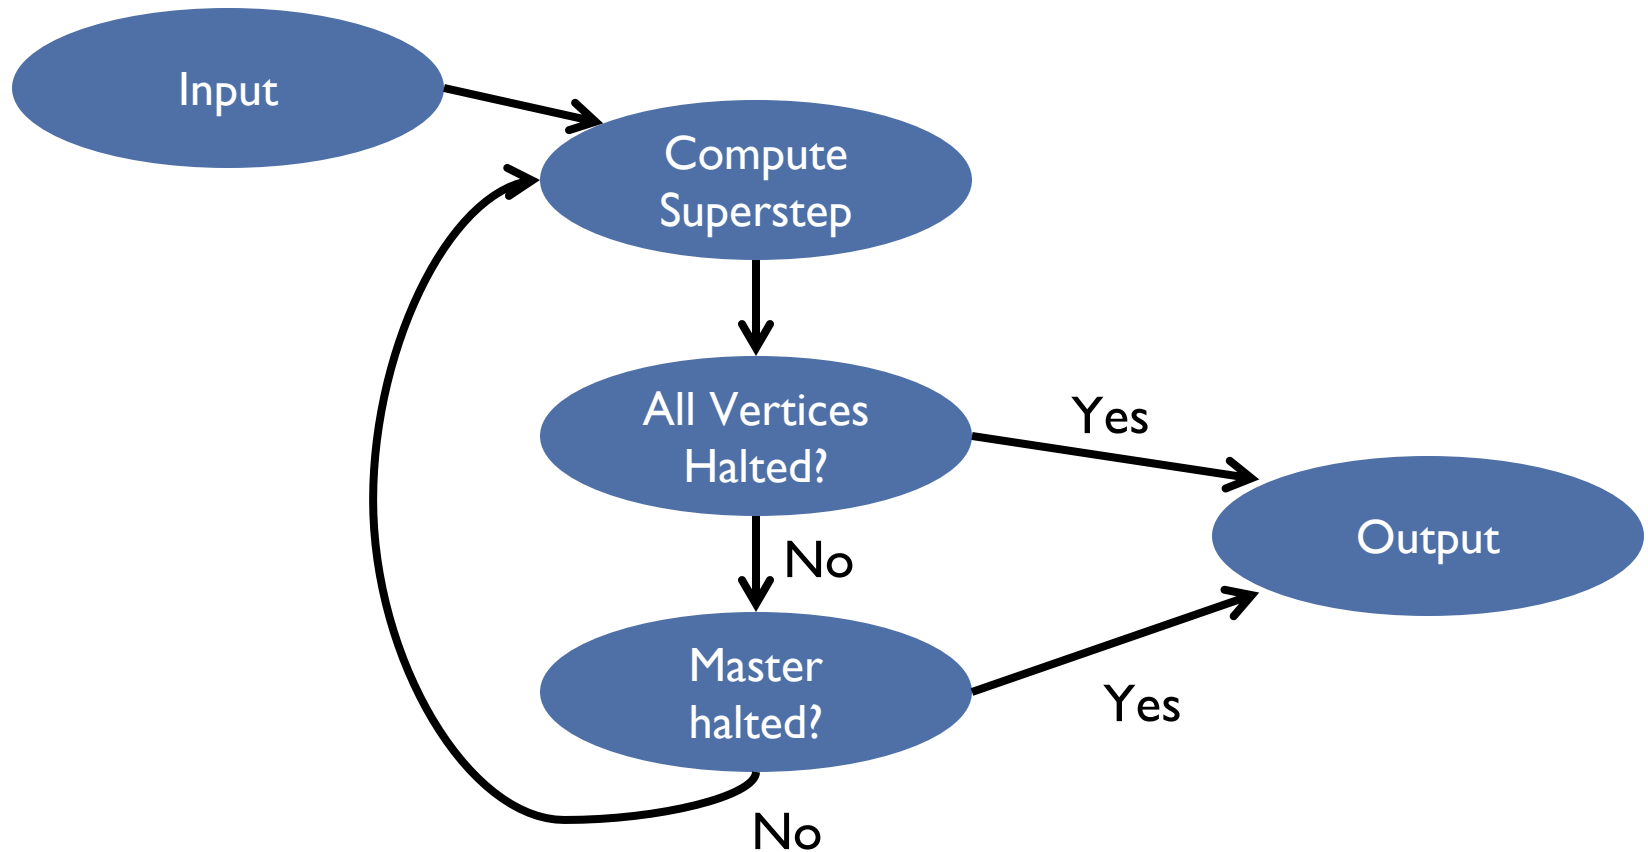 Input
Compute
Superstep
All Vertices
Halted?
Yes
No
Output
Master
halted?
Yes
No